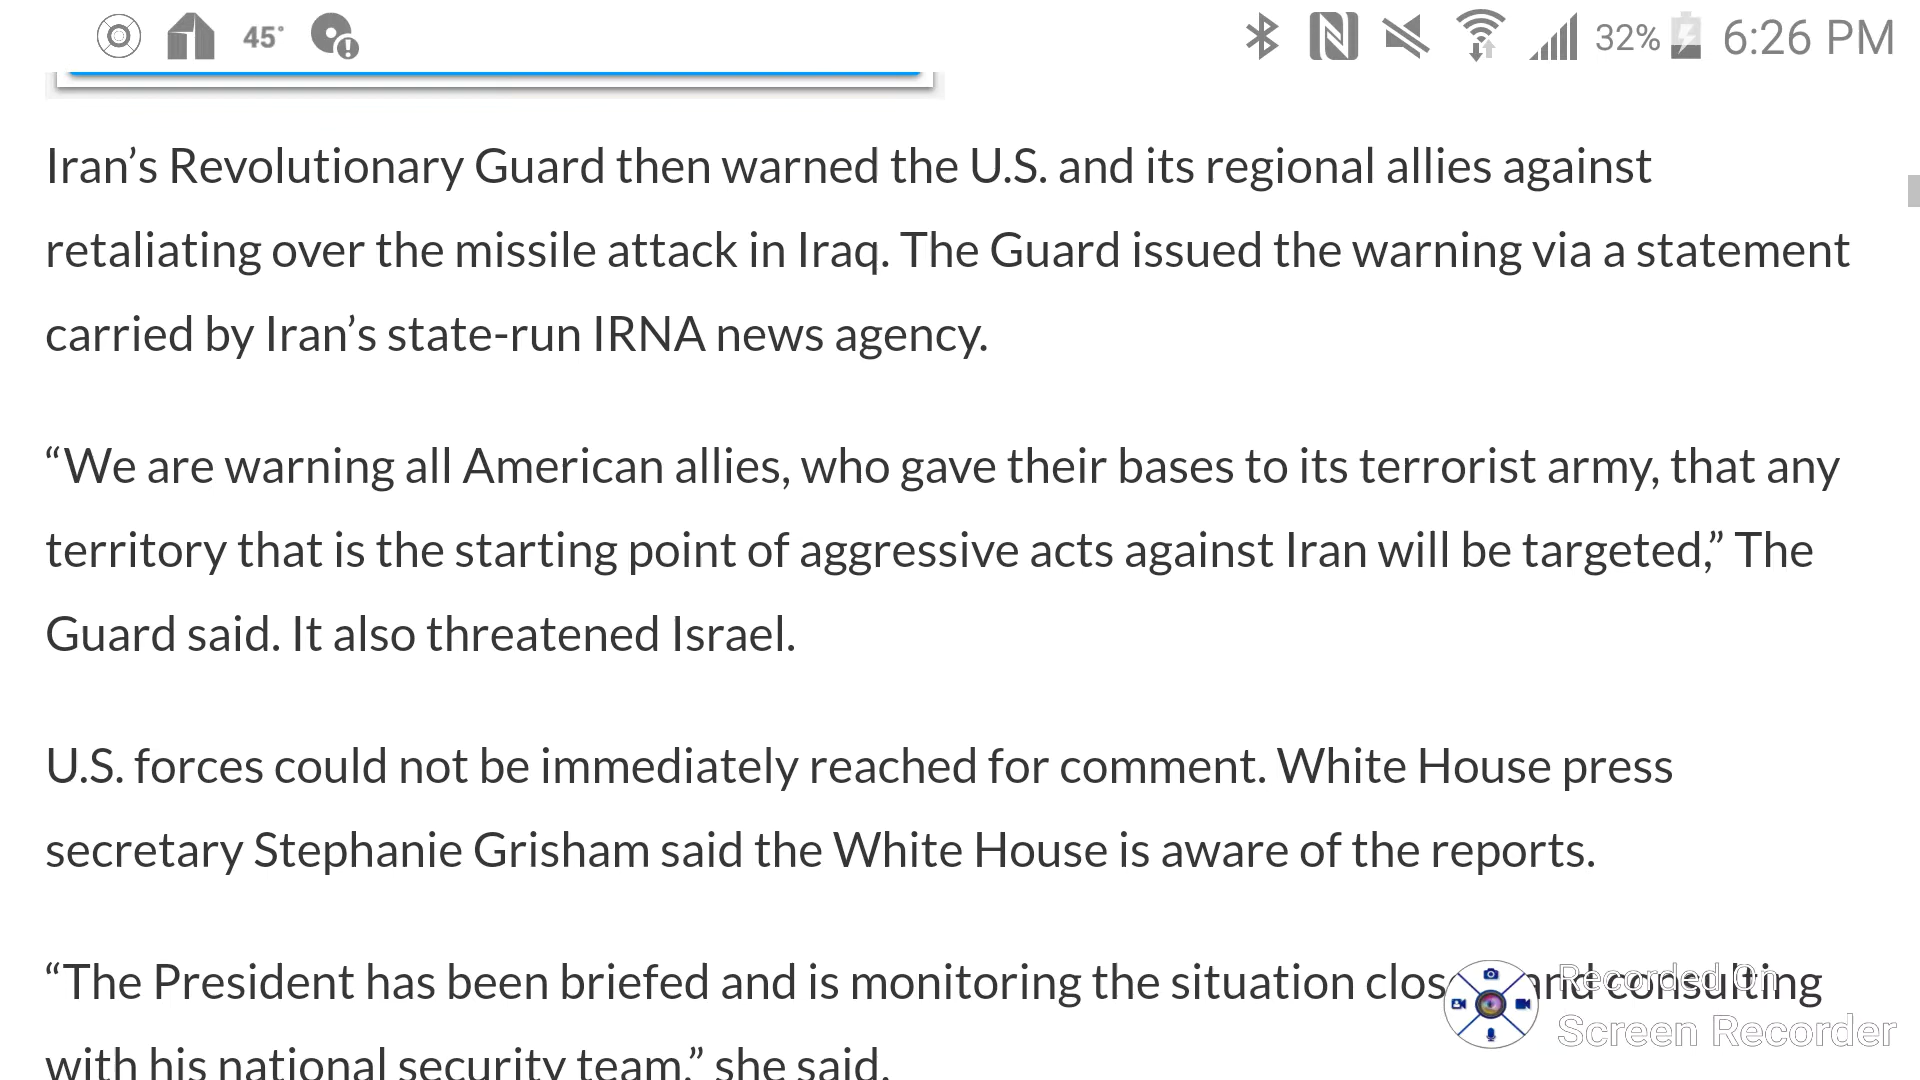 45°
32% 6:26 PM
Iran’s Revolutionary Guard then warned the U.S. and its regional allies against
retaliating over the missile attack in Iraq. The Guard issued the warning via a statement
carried by Iran’s state-run IRNA news agency.
“We are warning all American allies, who gave their bases to its terrorist army, that any
territory that is the starting point of aggressive acts against Iran will be targeted,” The
Guard said. It also threatened Israel.
U.S. forces could not be immediately reached for comment. White House press
secretary Stephanie Grisham said the White House is aware of the reports.
“The President has been briefed and is monitoring the situation and consulting
with his national security team,” she said.
Recorded On
Screen Recorder